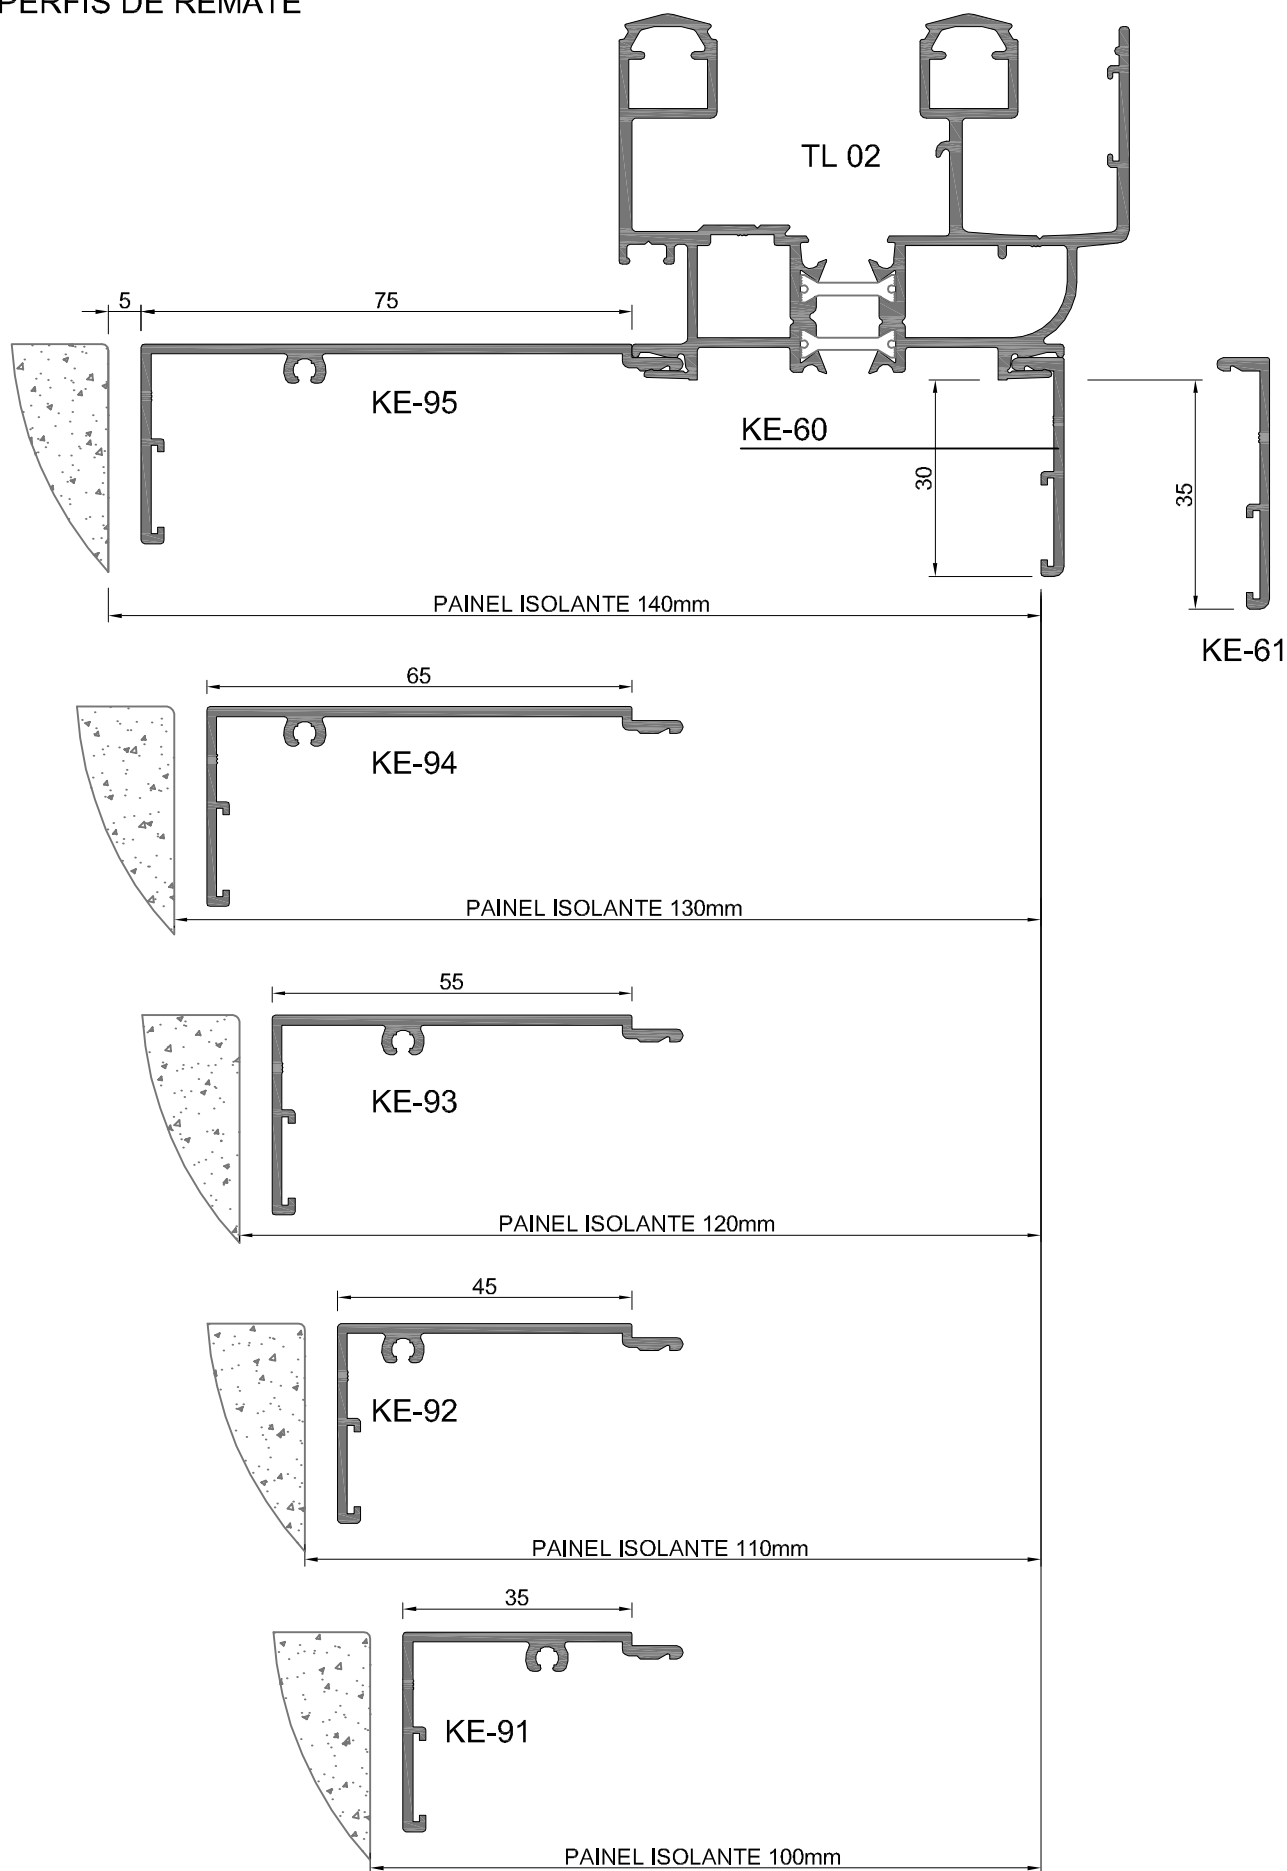 PERFIS DE REMATE
TL 02
5
75
KE-95
KE-60
30
35
PAINEL ISOLANTE 140mm
KE-61
65
KE-94
PAINEL ISOLANTE 130mm
55
KE-93
PAINEL ISOLANTE 120mm
45
KE-92
PAINEL ISOLANTE 110mm
35
KE-91
PAINEL ISOLANTE 100mm